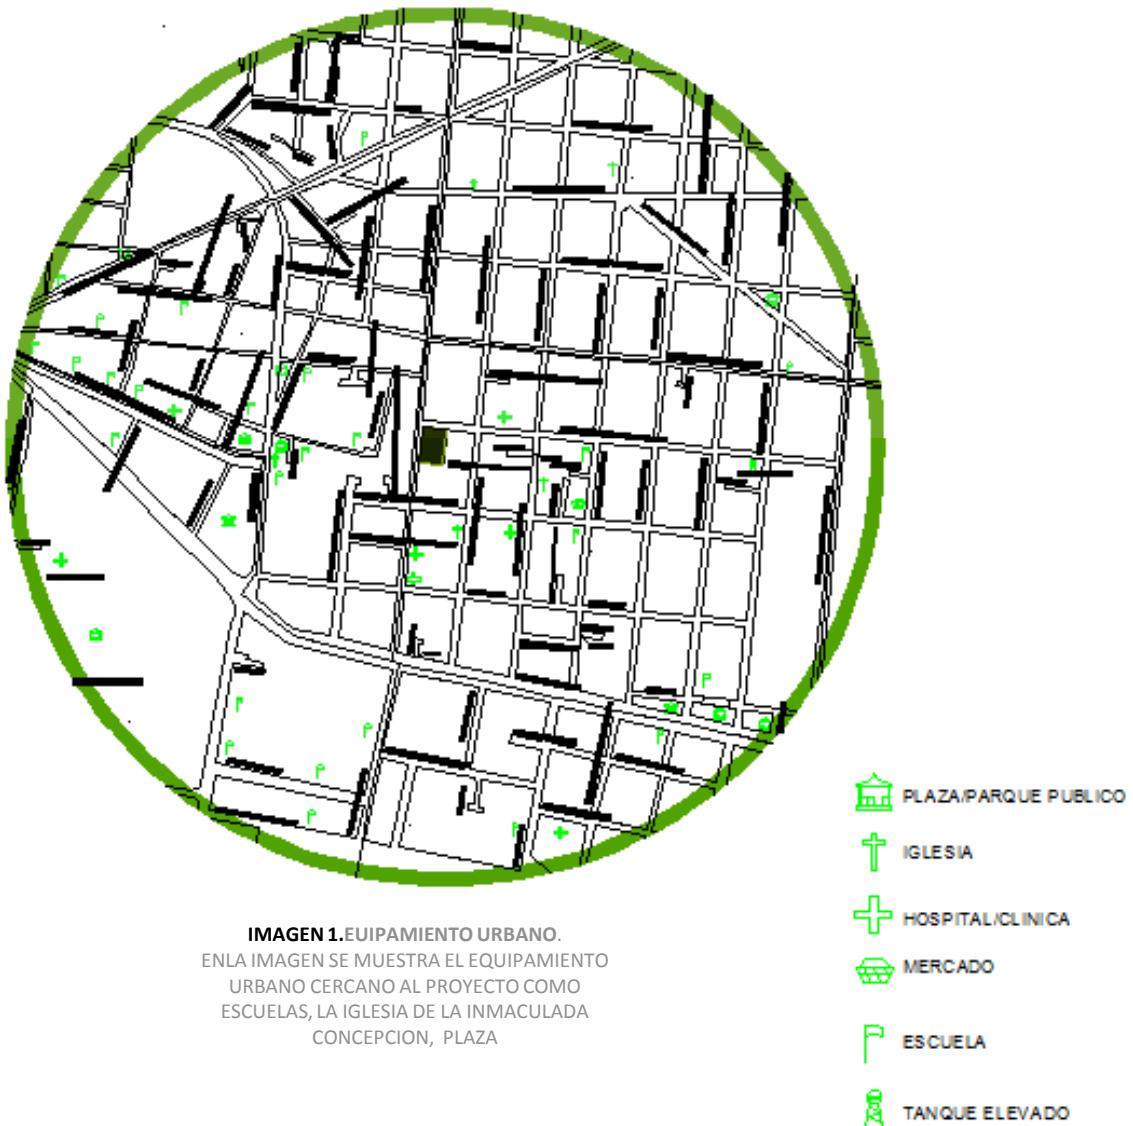 IMAGEN 1.EUIPAMIENTO URBANO.
ENLA IMAGEN SE MUESTRA EL EQUIPAMIENTO
URBANO CERCANO AL PROYECTO COMO
ESCUELAS, LA IGLESIA DE LA INMACULADA
CONCEPCION, PLAZA
PLAZA/PARQUE PUBLICO
IGLESIA
HOSPITAL/CLINICA
MERCADO
ESCUELA
TANQUE ELEVADO